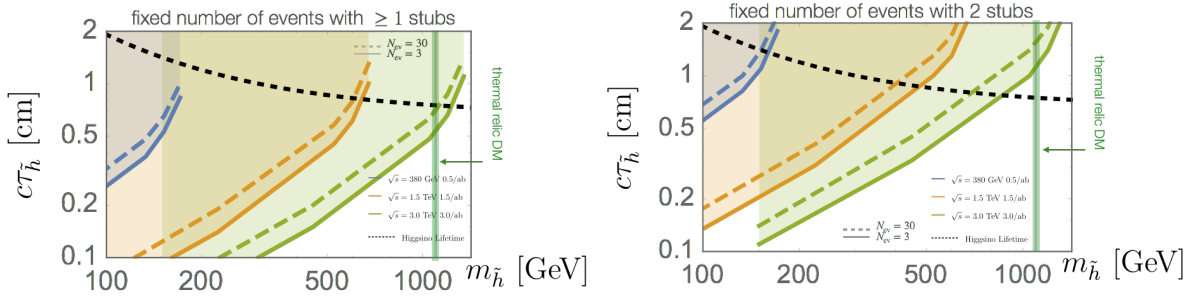 fixed number of events with ≥ 1 stubs
2
1
0.5
0.2
0.1
cτ_h̃ [cm]
N_ev = 30
N_ev = 3
thermal relic DM
√s = 380 GeV 0.5/ab
√s = 1.5 TeV 1.5/ab
√s = 3.0 TeV 3.0/ab
Higgsino Lifetime
100 200 500 1000 m_h̃ [GeV]
fixed number of events with 2 stubs
2
1
0.5
0.2
0.1
cτ_h̃ [cm]
thermal relic DM
√s = 380 GeV 0.5/ab
√s = 1.5 TeV 1.5/ab
√s = 3.0 TeV 3.0/ab
N_ev = 30
N_ev = 3
Higgsino Lifetime
100 200 500 1000 m_h̃ [GeV]